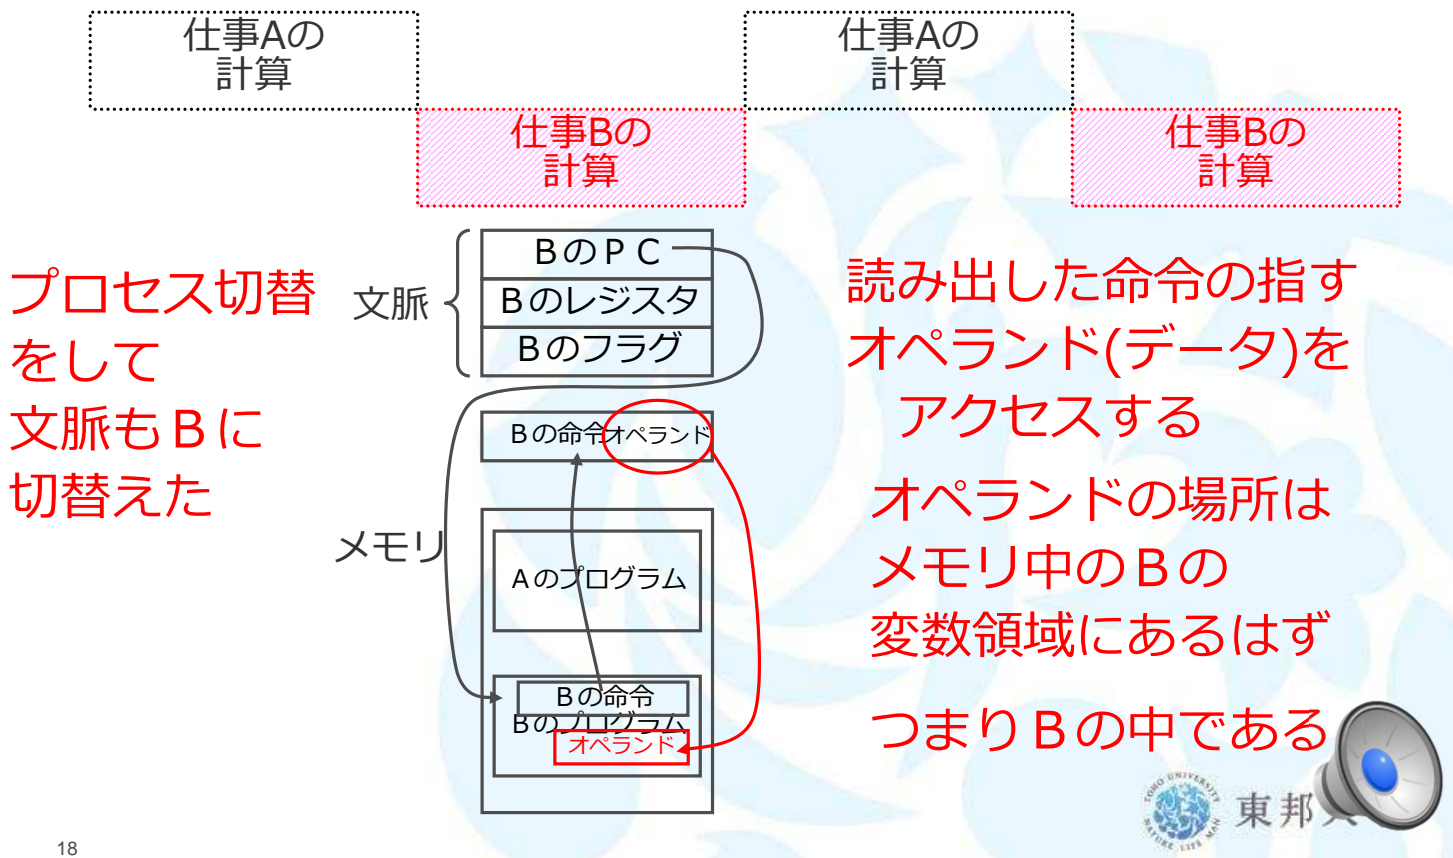 仕事Aの
計算
仕事Aの
計算
仕事Bの
計算
仕事Bの
計算
プロセス切替
をして
文脈もBに
切替えた
文脈
BのPC
Bのレジスタ
Bのフラグ
Bの命令
オペランド
メモリ
Aのプログラム
Bの命令
Bのプログラム
オペランド
読み出した命令の指す
オペランド(データ)を
アクセスする
オペランドの場所は
メモリ中のBの
変数領域にあるはず
つまりBの中である
TOHO UNIVERSITY
NATURE LIFE MAN
東邦
18